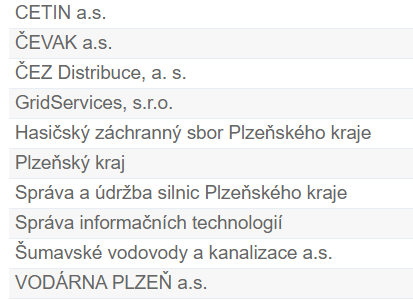 CETIN a.s.
ČEVAK a.s.
ČEZ Distribuce, a. s.
GridServices, s.r.o.
Hasičský záchranný sbor Plzeňského kraje
Plzeňský kraj
Správa a údržba silnic Plzeňského kraje
Správa informačních technologií
Šumavské vodovody a kanalizace a.s.
VODÁRNA PLZEŇ a.s.